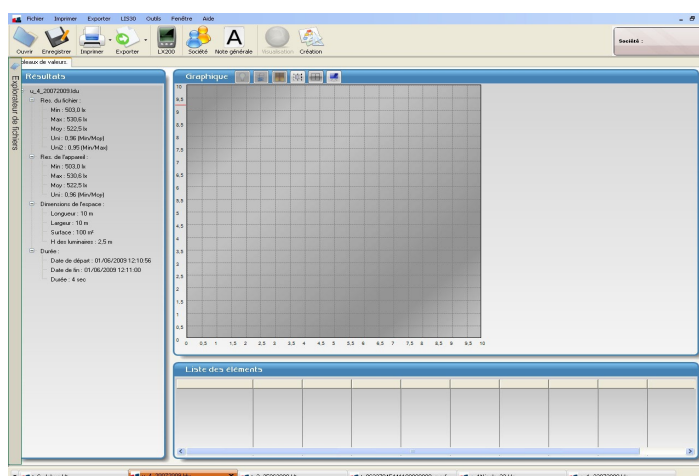 Fichier Imprimer Exporter LIS30 Outils Fenêtre Aide
Ouvrir Enregistrer Imprimer Exporter LX200 Société Note générale Visualisation Création
Société :
bleaux de valeurs
Explorateur de fichiers
Résultats
u_4_20072009.ldu
Res. du fichier :
Min : 503,0 lx
Max : 530,6 lx
Moy : 522,5 lx
Uni : 0,96 (Min/Moy)
Uni2 : 0,95 (Min/Max)
Res. de l'appareil :
Min : 503,0 lx
Max : 530,6 lx
Moy : 522,5 lx
Uni : 0,96 (Min/Moy)
Dimensions de l'espace :
Longueur : 10 m
Largeur : 10 m
Surface : 100 m²
H des luminaires : 2,5 m
Durée :
Date de départ : 01/06/2009 12:10:56
Date de fin : 01/06/2009 12:11:00
Durée : 4 sec
Graphique
10
9,5
9
8,5
8
7,5
7
6,5
6
5,5
5
4,5
4
3,5
3
2,5
2
1,5
1
0,5
0
0 0,5 1 1,5 2 2,5 3 3,5 4 4,5 5 5,5 6 6,5 7 7,5 8 8,5 9 9,5 10
Liste des éléments